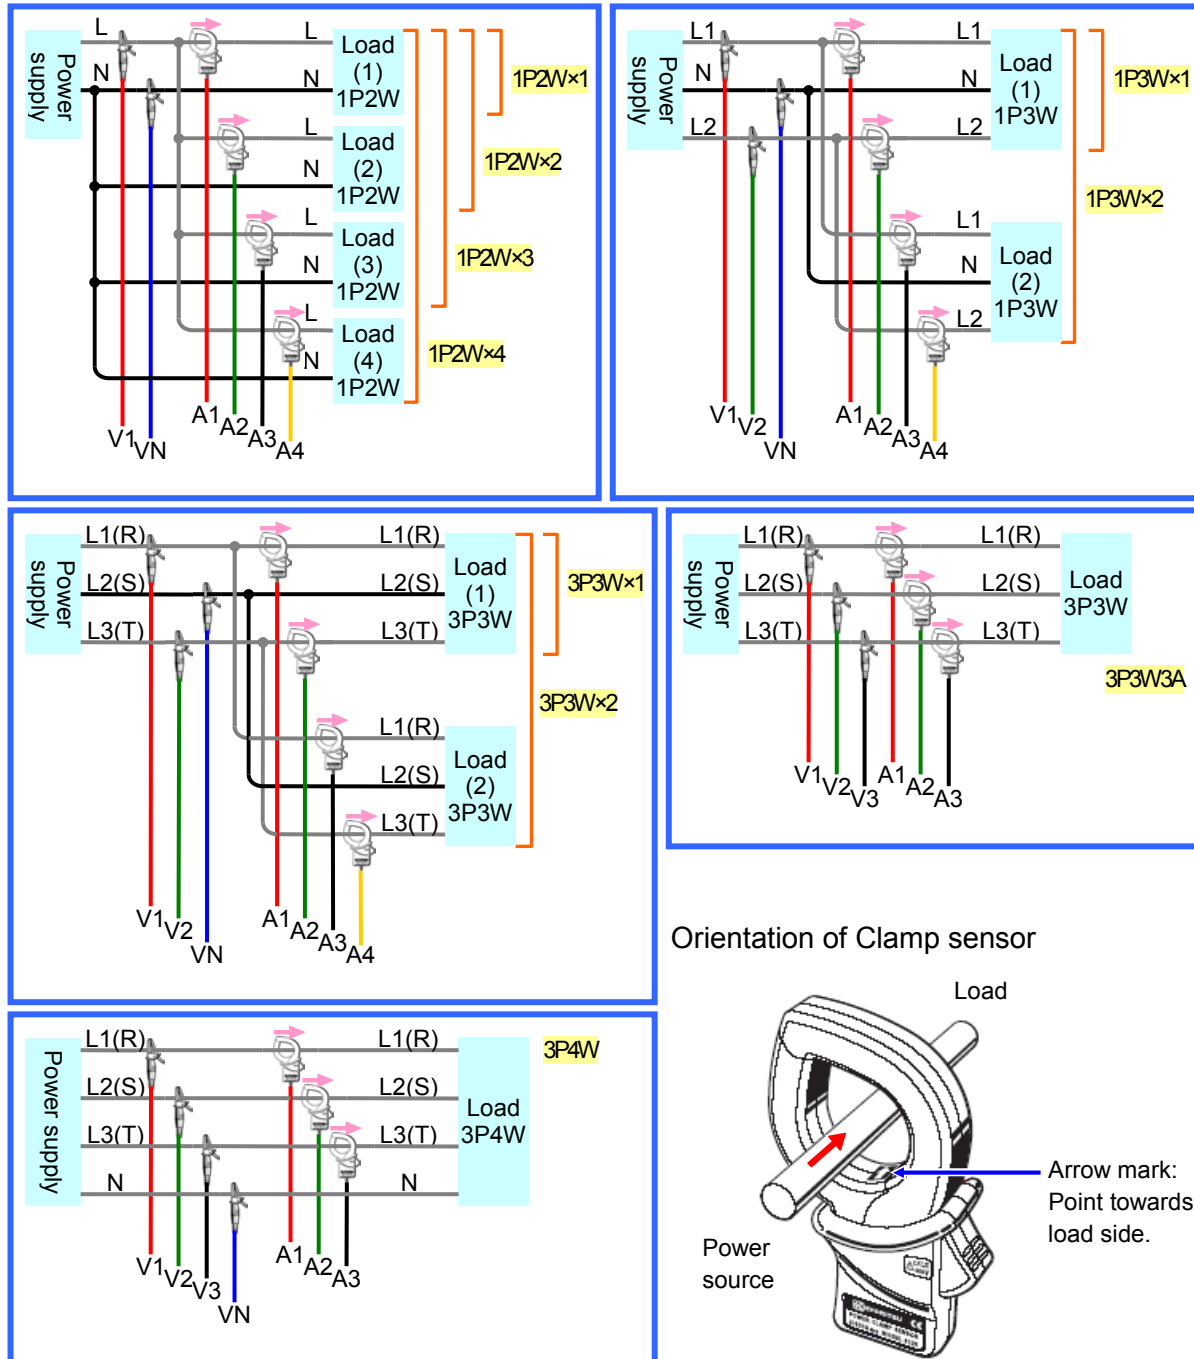 L
L
Power supply
N
N
Load
(1)
1P2W
1P2W×1
L
N
Load
(2)
1P2W
1P2W×2
L
N
Load
(3)
1P2W
1P2W×3
L
N
Load
(4)
1P2W
1P2W×4
V1
VN
A1
A2
A3
A4
L1
L1
Power supply
N
N
L2
L2
Load
(1)
1P3W
1P3W×1
1P3W×2
L1
N
L2
Load
(2)
1P3W
V1
V2
VN
A1
A2
A3
A4
L1(R)
L1(R)
Power supply
L2(S)
L2(S)
L3(T)
L3(T)
Load
(1)
3P3W
3P3W×1
3P3W×2
L1(R)
L2(S)
L3(T)
Load
(2)
3P3W
V1
V2
VN
A1
A2
A3
A4
L1(R)
L1(R)
Power supply
L2(S)
L2(S)
L3(T)
L3(T)
Load
3P3W
3P3W3A
V1
V2
V3
A1
A2
A3
L1(R)
L1(R)
Power supply
L2(S)
L2(S)
L3(T)
L3(T)
N
N
Load
3P4W
3P4W
V1
V2
V3
VN
A1
A2
A3
Orientation of Clamp sensor
Load
Arrow mark:
Point towards
load side.
Power
source
POWER CLAMP SENSOR